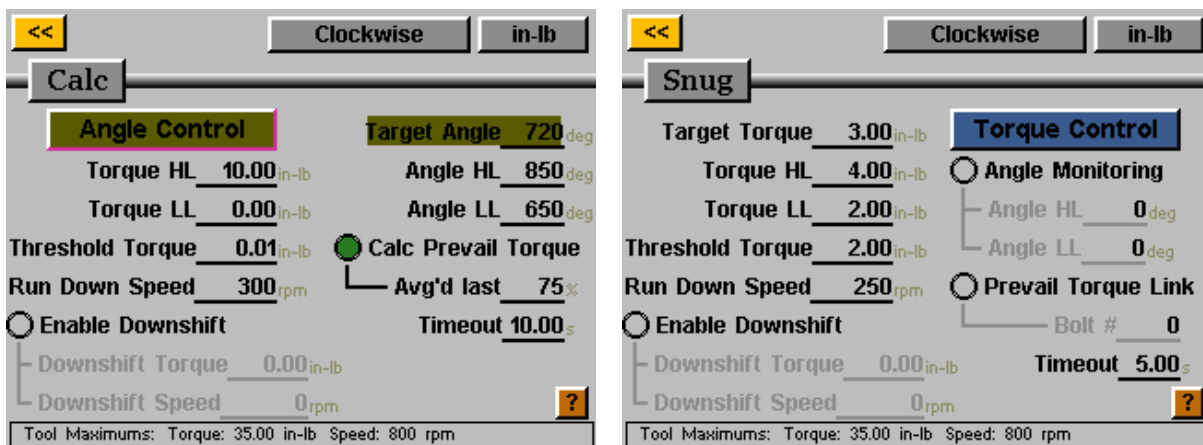 << Clockwise in-lb
Calc
Angle Control Target Angle 720 deg
Torque HL 10.00 in-lb Angle HL 850 deg
Torque LL 0.00 in-lb Angle LL 650 deg
Threshold Torque 0.01 in-lb Calc Prevail Torque
Run Down Speed 300 rpm Avg'd last 75 %
Enable Downshift Timeout 10.00 s
Downshift Torque 0.00 in-lb
Downshift Speed 0 rpm ?
Tool Maximums: Torque: 35.00 in-lb Speed: 800 rpm
<< Clockwise in-lb
Snug
Target Torque 3.00 in-lb Torque Control
Torque HL 4.00 in-lb Angle Monitoring
Torque LL 2.00 in-lb Angle HL 0 deg
Threshold Torque 2.00 in-lb Angle LL 0 deg
Run Down Speed 250 rpm Prevail Torque Link
Enable Downshift Bolt # 0
Downshift Torque 0.00 in-lb Timeout 5.00 s
Downshift Speed 0 rpm ?
Tool Maximums: Torque: 35.00 in-lb Speed: 800 rpm